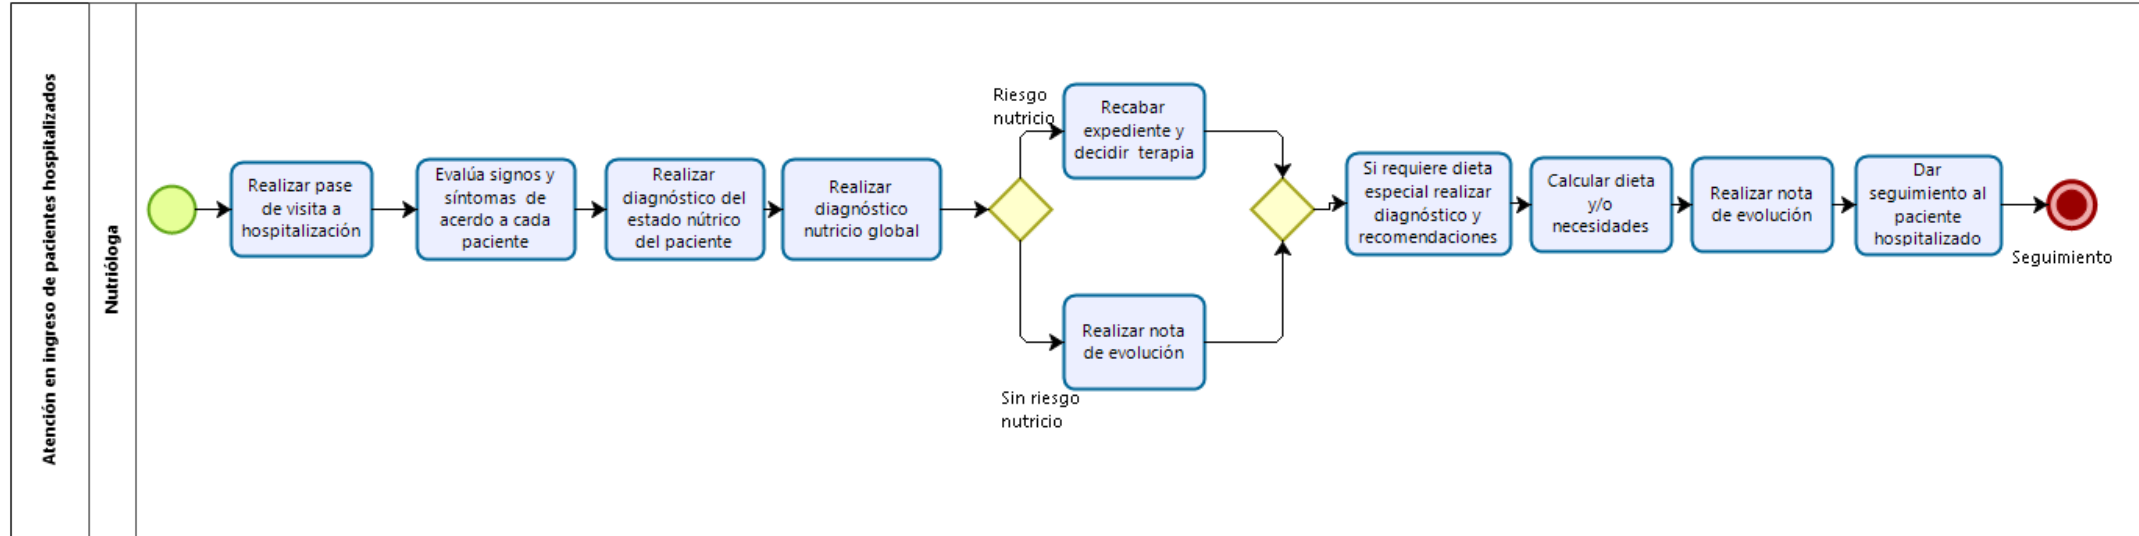 Atención en ingreso de pacientes hospitalizados
Nutrióloga
Realizar pase
de visita a
hospitalización
Evalúa signos y
síntomas de
acerdo a cada
paciente
Realizar
diagnóstico del
estado nútrico
del paciente
Realizar
diagnóstico
nutricio global
Riesgo
nutricio
Recabar
expediente y
decidir terapia
Sin riesgo
nutricio
Realizar nota
de evolución
Si requiere dieta
especial realizar
diagnóstico y
recomendaciones
Calcular dieta
y/o
necesidades
Realizar nota
de evolución
Dar
seguimiento al
paciente
hospitalizado
Seguimiento